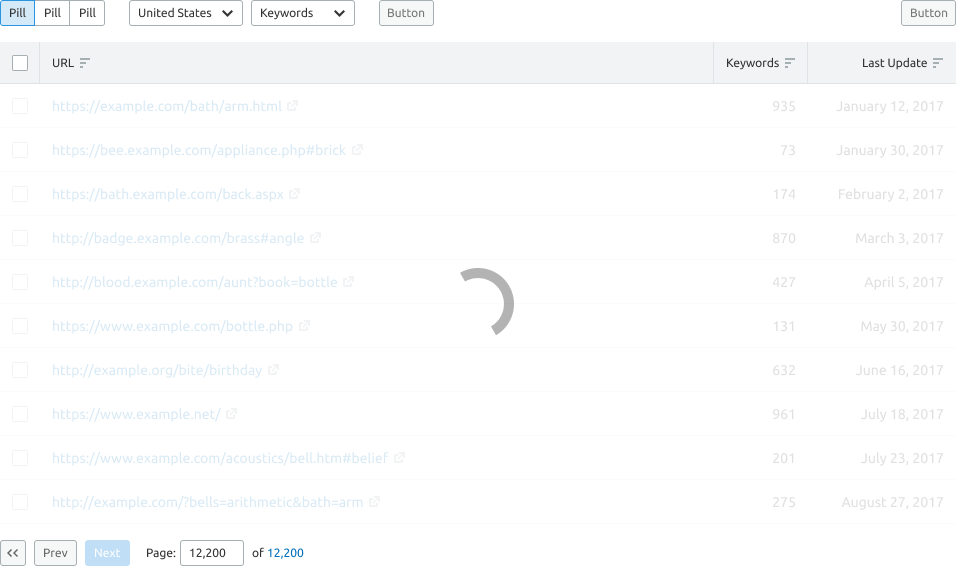 Pill Pill Pill United States Keywords Button Button
URL Keywords Last Update
https://example.com/bath/arm.html 935 January 12, 2017
https://bee.example.com/appliance.php#brick 73 January 30, 2017
https://bath.example.com/back.aspx 174 February 2, 2017
http://badge.example.com/brass#angle 870 March 3, 2017
http://blood.example.com/aunt?book=bottle 427 April 5, 2017
https://www.example.com/bottle.php 131 May 30, 2017
http://example.org/bite/birthday 632 June 16, 2017
https://www.example.net/ 961 July 18, 2017
https://www.example.com/acoustics/bell.htm#belief 201 July 23, 2017
http://example.com/?bells=arithmetic&bath=arm 275 August 27, 2017
Prev Next Page: 12,200 of 12,200